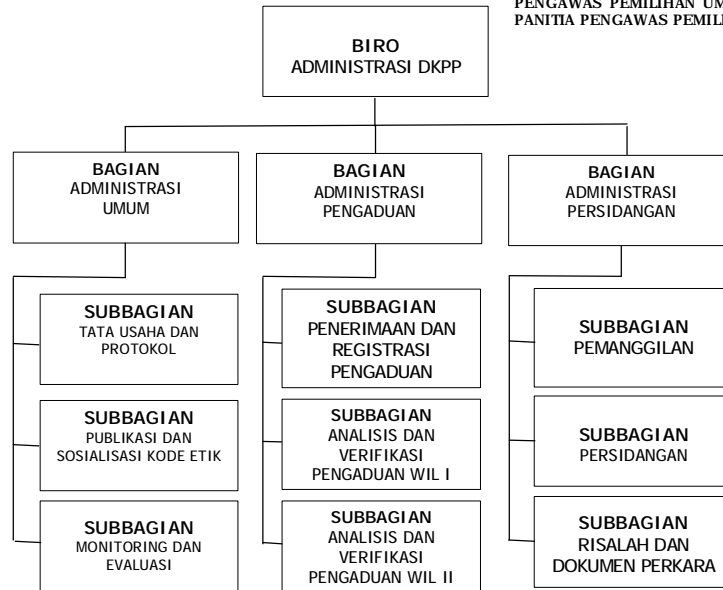 PENGAWAS PEMILIHAN
PANITIA PENGAWAS
BIRO
ADMINISTRASI DKPP
BAGIAN
ADMINISTRASI
UMUM
BAGIAN
ADMINISTRASI
PENGADUAN
BAGIAN
ADMINISTRASI
PERSIDANGAN
SUBBAGIAN
TATA USAHA DAN
PROTOKOL
SUBBAGIAN
PENERIMAAN DAN
REGISTRASI
PENGADUAN
SUBBAGIAN
PEMANGGILAN
SUBBAGIAN
PUBLIKASI DAN
SOSIALISASI KODE ETIK
SUBBAGIAN
ANALISIS DAN
VERIFIKASI
PENGADUAN WIL I
SUBBAGIAN
PERSIDANGAN
SUBBAGIAN
MONITORING DAN
EVALUASI
SUBBAGIAN
ANALISIS DAN
VERIFIKASI
PENGADUAN WIL II
SUBBAGIAN
RISALAH DAN
DOKUMEN PERKARA